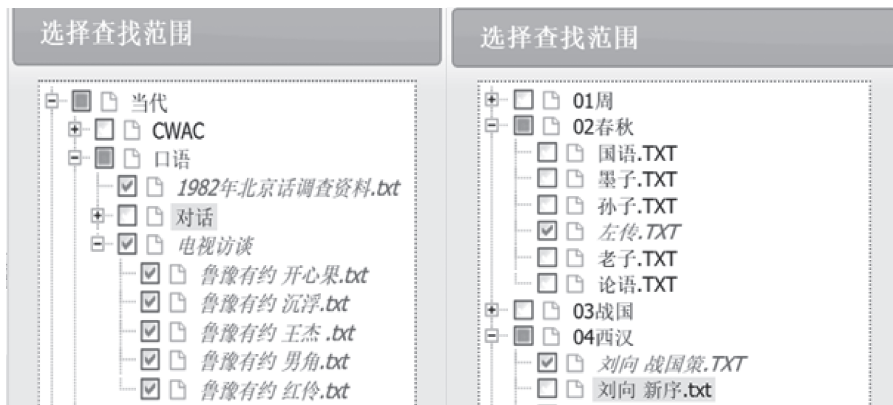 选择查找范围
当代
CWAC
口语
1982年北京话调查资料.txt
对话
电视访谈
鲁豫有约 开心果.txt
鲁豫有约 沉浮.txt
鲁豫有约 王杰 .txt
鲁豫有约 男角.txt
鲁豫有约 红伶.txt
选择查找范围
01周
02春秋
国语.TXT
墨子.TXT
孙子.TXT
左传.TXT
老子.TXT
论语.TXT
03战国
04西汉
刘向 战国策.TXT
刘向 新序.txt